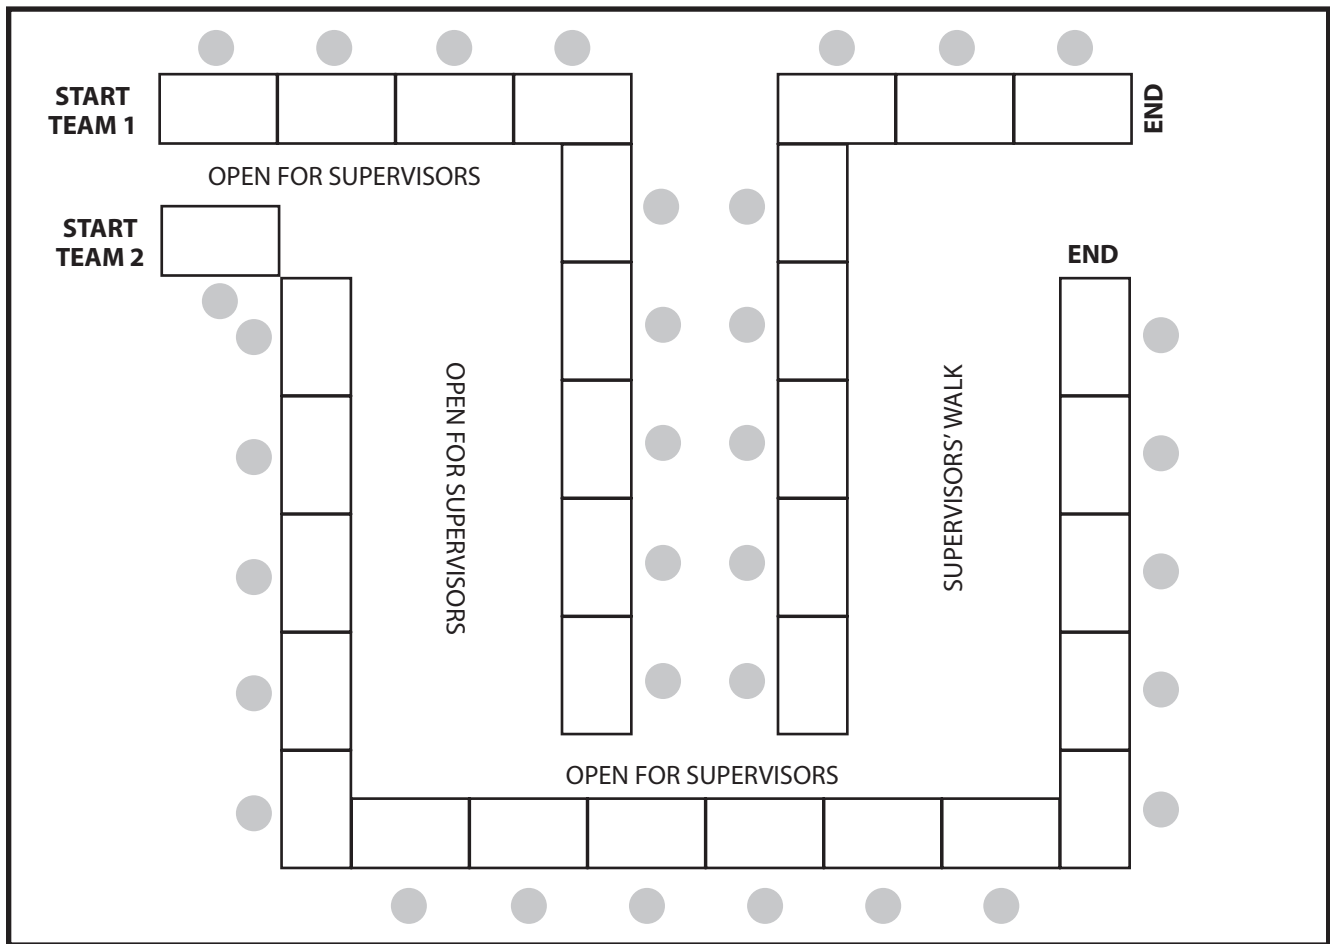 START
TEAM 1
END
OPEN FOR SUPERVISORS
START
TEAM 2
END
OPEN FOR SUPERVISORS
SUPERVISORS’ WALK
OPEN FOR SUPERVISORS